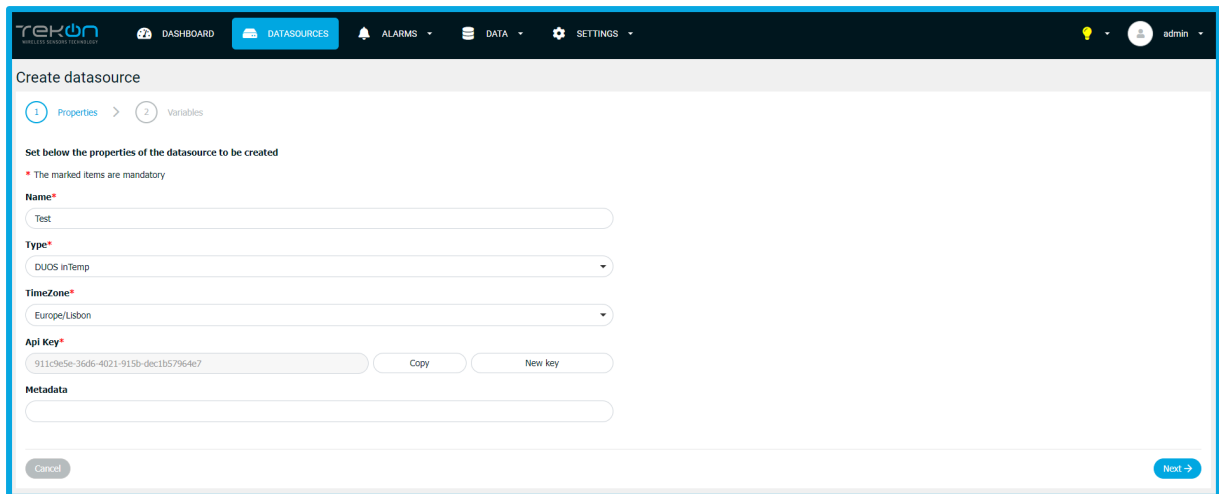 TEKON
WIRELESS SENSORS TECHNOLOGY
DASHBOARD DATASOURCES ALARMS DATA SETTINGS admin
Create datasource
1 Properties > 2 Variables
Set below the properties of the datasource to be created
* The marked items are mandatory
Name*
Test
Type*
DUOS inTemp
TimeZone*
Europe/Lisbon
Api Key*
911c9e5e-36d6-4021-915b-dec1b57964e7 Copy New key
Metadata
Cancel Next →